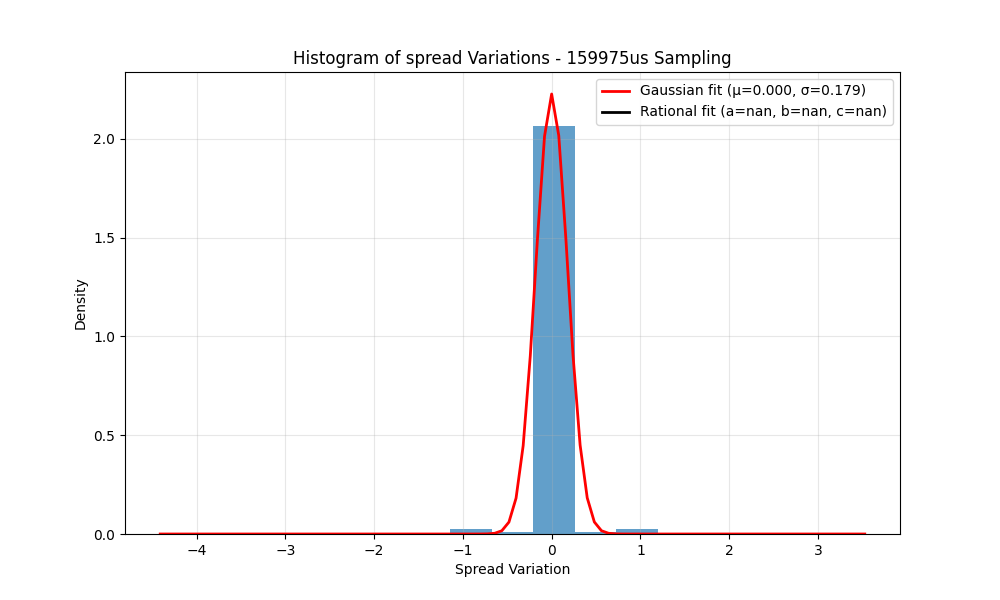 Histogram of spread Variations - 159975us Sampling
Gaussian fit (μ=0.000, σ=0.179)
Rational fit (a=nan, b=nan, c=nan)
Density
2.0
1.5
1.0
0.5
0.0
−4 −3 −2 −1 0 1 2 3
Spread Variation